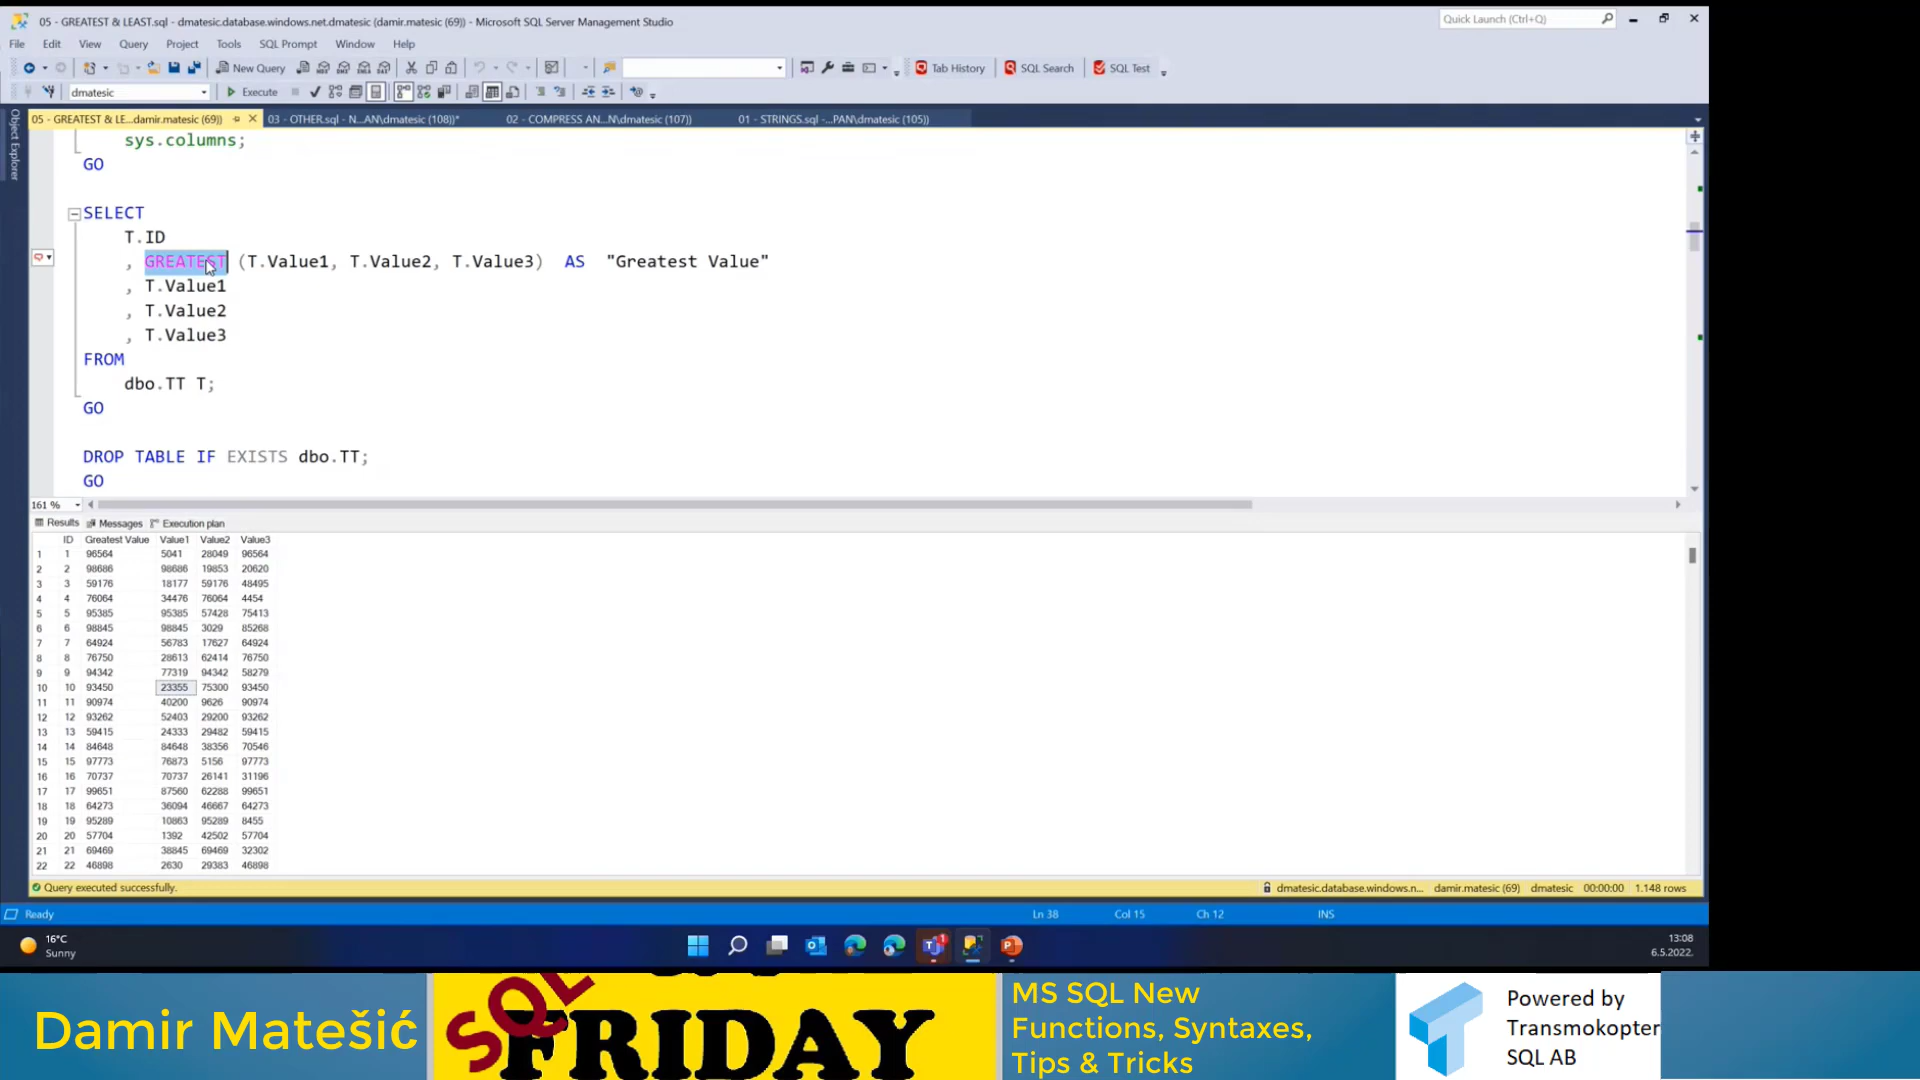 05 - GREATEST & LEAST.sql - dmatesic.database.windows.net.dmatesic (damir.matesic (69)) - Microsoft SQL Server Management Studio
Quick Launch (Ctrl+Q)
File Edit View Query Project Tools SQL Prompt Window Help
New Query
Tab History SQL Search SQL Test
dmatesic
Execute
05 - GREATEST & LE...damir.matesic (69)) 03 - OTHER.sql - N...AN\dmatesic (108))* 02 - COMPRESS AN...N\dmatesic (107)) 01 - STRINGS.sql -...PAN\dmatesic (105))
Object Explorer
sys.columns;
GO
SELECT
T.ID
, GREATEST (T.Value1, T.Value2, T.Value3) AS "Greatest Value"
, T.Value1
, T.Value2
, T.Value3
FROM
dbo.TT T;
GO
DROP TABLE IF EXISTS dbo.TT;
GO
161 %
Results Messages Execution plan
ID Greatest Value Value1 Value2 Value3
1 1 96564 5041 28049 96564
2 2 98686 98686 19853 20620
3 3 59176 18177 59176 48495
4 4 76064 34476 76064 4454
5 5 95385 95385 57428 75413
6 6 98845 98845 3029 85268
7 7 64924 56783 17627 64924
8 8 76750 28613 62414 76750
9 9 94342 77319 94342 58279
10 10 93450 23355 75300 93450
11 11 90974 40200 9626 90974
12 12 93262 52403 29200 93262
13 13 59415 24333 29482 59415
14 14 84648 84648 38356 70546
15 15 97773 76873 5156 97773
16 16 70737 70737 26141 31196
17 17 99651 87560 62288 99651
18 18 64273 36094 46667 64273
19 19 95289 10863 95289 8455
20 20 57704 1392 42502 57704
21 21 69469 38845 69469 32302
22 22 46898 2630 29383 46898
Query executed successfully.
dmatesic.database.windows.n... damir.matesic (69) dmatesic 00:00:00 1.148 rows
Ready
Ln 38 Col 15 Ch 12 INS
16°C
Sunny
13:08
6.5.2022.
Damir Matešić
SQL
FRIDAY
MS SQL New
Functions, Syntaxes,
Tips & Tricks
Powered by
Transmokopter
SQL AB